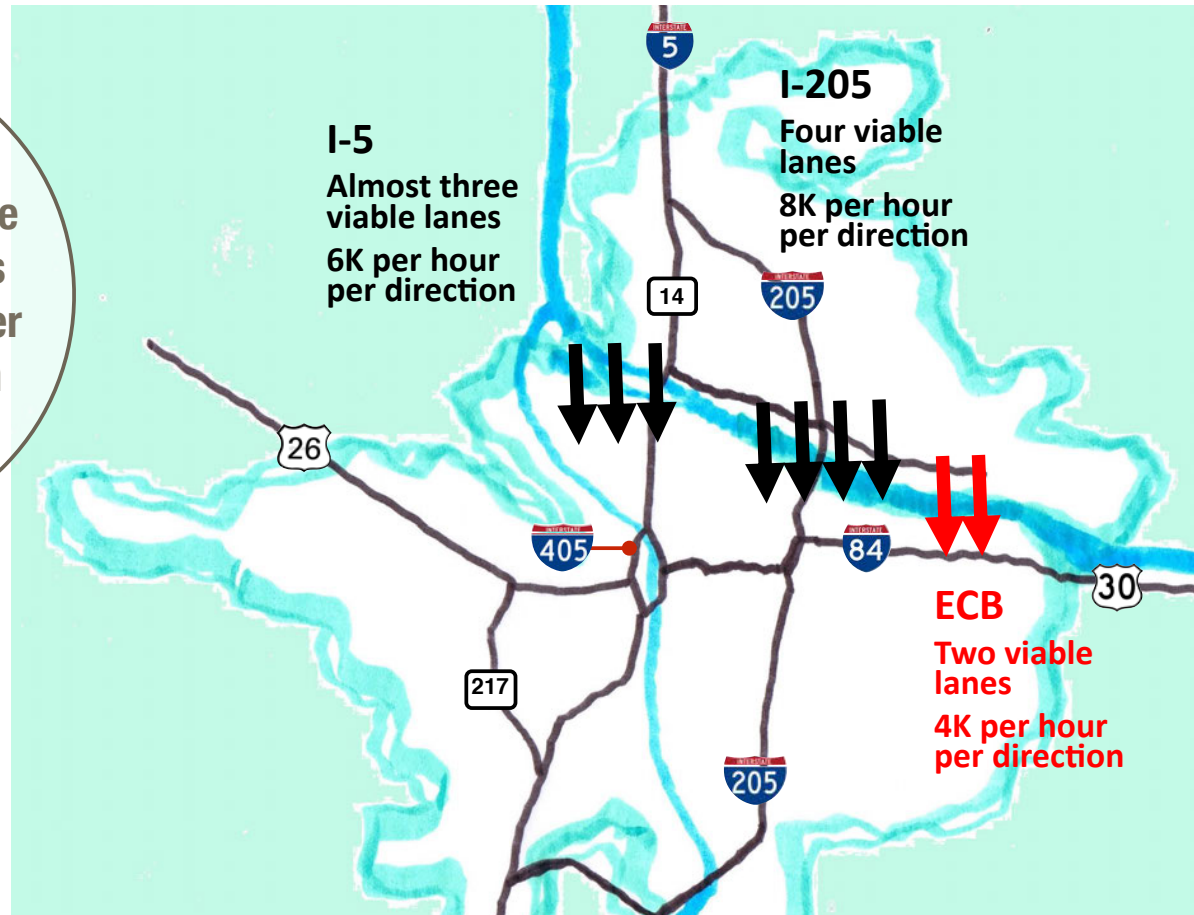 INTERSTATE
5
I-205
Four viable
lanes
8K per hour
per direction
I-5
Almost three
viable lanes
6K per hour
per direction
14
INTERSTATE
205
26
INTERSTATE
405
INTERSTATE
84
30
ECB
Two viable
lanes
4K per hour
per direction
217
INTERSTATE
205